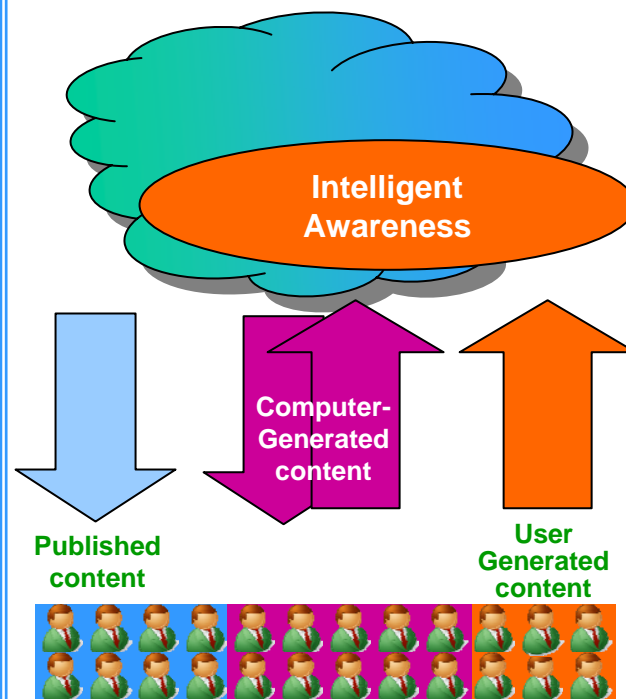 Intelligent
Awareness
Computer-
Generated
content
Published
content
User
Generated
content